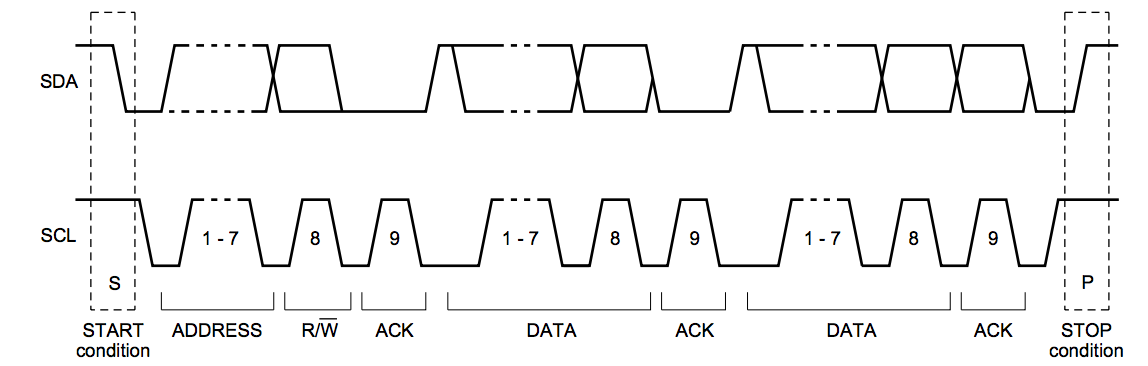 SDA
SCL
1 - 7
8
9
1 - 7
8
9
1 - 7
8
9
S
P
START
condition
ADDRESS
R/W̅
ACK
DATA
ACK
DATA
ACK
STOP
condition